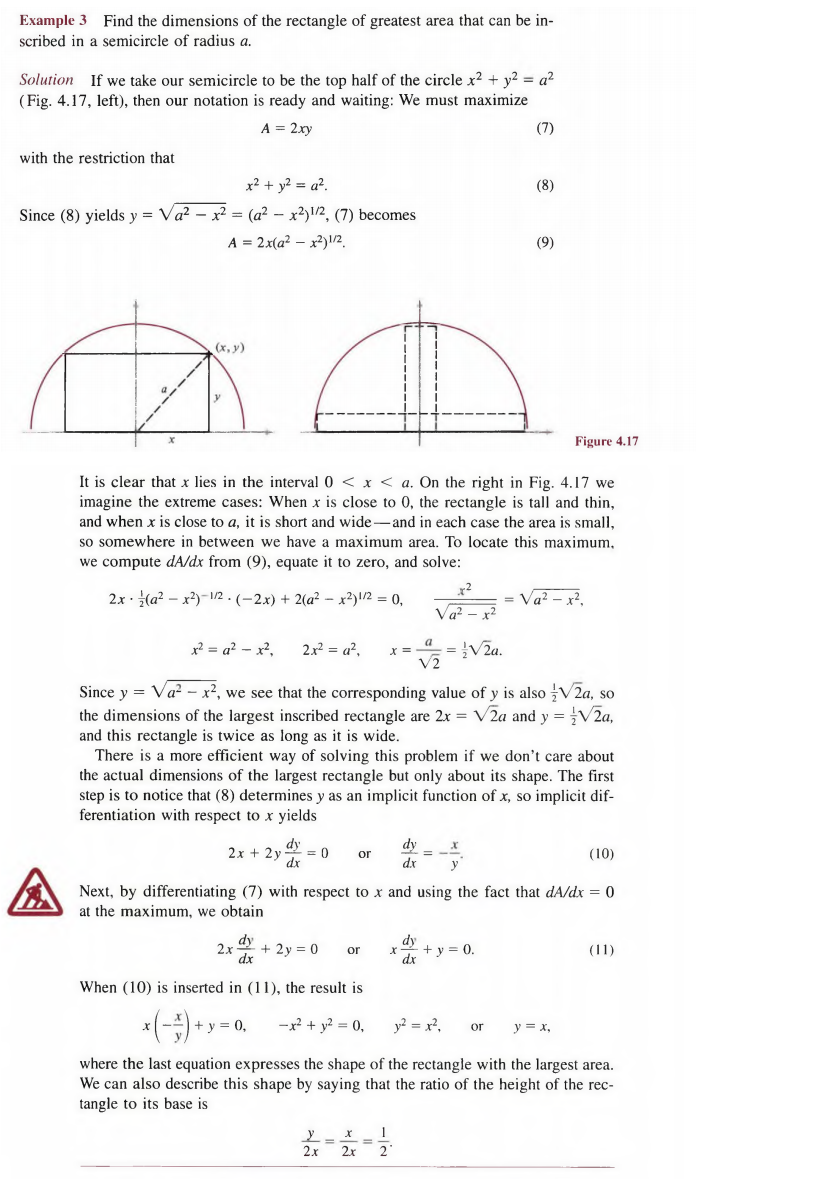 Example 3 Find the dimensions of the rectangle of greatest area that can be in-
scribed in a semicircle of radius a.
Solution If we take our semicircle to be the top half of the circle x² + y² = a²
(Fig. 4.17, left), then our notation is ready and waiting: We must maximize
A = 2xy (7)
with the restriction that
x² + y² = a². (8)
Since (8) yields y = √(a² − x²) = (a² − x²)^1/2, (7) becomes
A = 2x(a² − x²)^1/2. (9)
(x, y)
a
y
x
Figure 4.17
It is clear that x lies in the interval 0 < x < a. On the right in Fig. 4.17 we
imagine the extreme cases: When x is close to 0, the rectangle is tall and thin,
and when x is close to a, it is short and wide—and in each case the area is small,
so somewhere in between we have a maximum area. To locate this maximum,
we compute dA/dx from (9), equate it to zero, and solve:
2x · ½(a² − x²)^−1/2 · (−2x) + 2(a² − x²)^1/2 = 0, x²/√(a² − x²) = √(a² − x²),
x² = a² − x², 2x² = a², x = a/√2 = ½√2a.
Since y = √(a² − x²), we see that the corresponding value of y is also ½√2a, so
the dimensions of the largest inscribed rectangle are 2x = √2a and y = ½√2a,
and this rectangle is twice as long as it is wide.
There is a more efficient way of solving this problem if we don't care about
the actual dimensions of the largest rectangle but only about its shape. The first
step is to notice that (8) determines y as an implicit function of x, so implicit dif-
ferentiation with respect to x yields
2x + 2y dy/dx = 0 or dy/dx = −x/y. (10)
Next, by differentiating (7) with respect to x and using the fact that dA/dx = 0
at the maximum, we obtain
2x dy/dx + 2y = 0 or x dy/dx + y = 0. (11)
When (10) is inserted in (11), the result is
x(−x/y) + y = 0, −x² + y² = 0, y² = x², or y = x,
where the last equation expresses the shape of the rectangle with the largest area.
We can also describe this shape by saying that the ratio of the height of the rec-
tangle to its base is
y/2x = x/2x = 1/2.